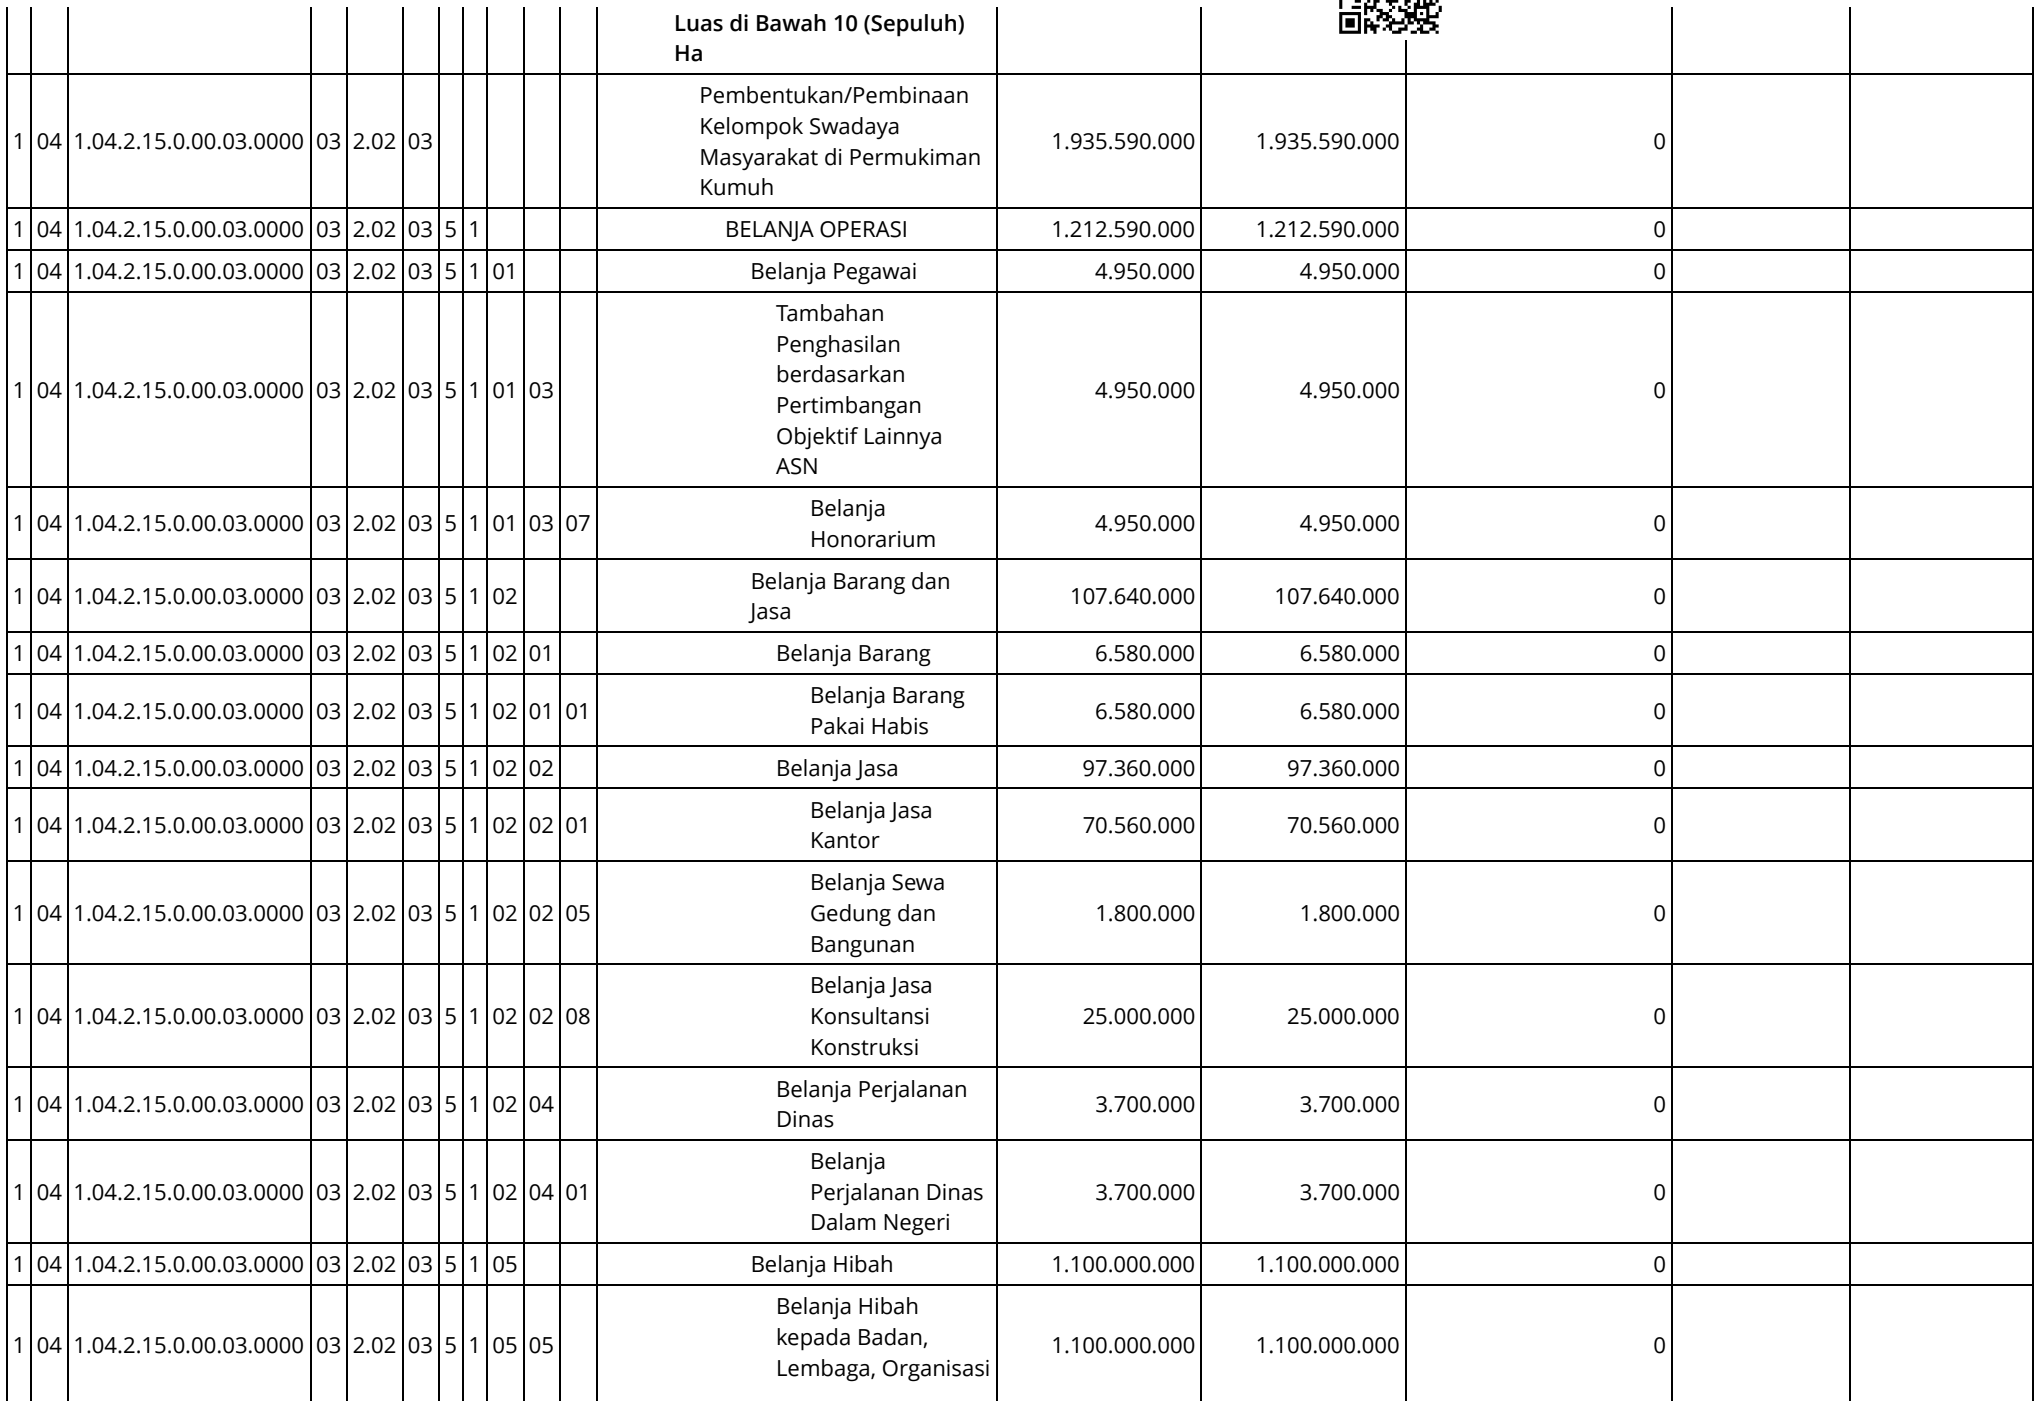 Luas di Bawah 10 (Sepuluh)
Ha
Pembentukan/Pembinaan
Kelompok Swadaya
Masyarakat di Permukiman
Kumuh
1 04 1.04.2.15.0.00.03.0000 03 2.02 03 1.935.590.000 1.935.590.000 0
1 04 1.04.2.15.0.00.03.0000 03 2.02 03 5 1 BELANJA OPERASI 1.212.590.000 1.212.590.000 0
1 04 1.04.2.15.0.00.03.0000 03 2.02 03 5 1 01 Belanja Pegawai 4.950.000 4.950.000 0
Tambahan
Penghasilan
berdasarkan
Pertimbangan
Objektif Lainnya
ASN
1 04 1.04.2.15.0.00.03.0000 03 2.02 03 5 1 01 03 4.950.000 4.950.000 0
Belanja
Honorarium
1 04 1.04.2.15.0.00.03.0000 03 2.02 03 5 1 01 03 07 4.950.000 4.950.000 0
Belanja Barang dan
Jasa
1 04 1.04.2.15.0.00.03.0000 03 2.02 03 5 1 02 107.640.000 107.640.000 0
1 04 1.04.2.15.0.00.03.0000 03 2.02 03 5 1 02 01 Belanja Barang 6.580.000 6.580.000 0
Belanja Barang
Pakai Habis
1 04 1.04.2.15.0.00.03.0000 03 2.02 03 5 1 02 01 01 6.580.000 6.580.000 0
1 04 1.04.2.15.0.00.03.0000 03 2.02 03 5 1 02 02 Belanja Jasa 97.360.000 97.360.000 0
Belanja Jasa
Kantor
1 04 1.04.2.15.0.00.03.0000 03 2.02 03 5 1 02 02 01 70.560.000 70.560.000 0
Belanja Sewa
Gedung dan
Bangunan
1 04 1.04.2.15.0.00.03.0000 03 2.02 03 5 1 02 02 05 1.800.000 1.800.000 0
Belanja Jasa
Konsultansi
Konstruksi
1 04 1.04.2.15.0.00.03.0000 03 2.02 03 5 1 02 02 08 25.000.000 25.000.000 0
Belanja Perjalanan
Dinas
1 04 1.04.2.15.0.00.03.0000 03 2.02 03 5 1 02 04 3.700.000 3.700.000 0
Belanja
Perjalanan Dinas
Dalam Negeri
1 04 1.04.2.15.0.00.03.0000 03 2.02 03 5 1 02 04 01 3.700.000 3.700.000 0
1 04 1.04.2.15.0.00.03.0000 03 2.02 03 5 1 05 Belanja Hibah 1.100.000.000 1.100.000.000 0
Belanja Hibah
kepada Badan,
Lembaga, Organisasi
1 04 1.04.2.15.0.00.03.0000 03 2.02 03 5 1 05 05 1.100.000.000 1.100.000.000 0